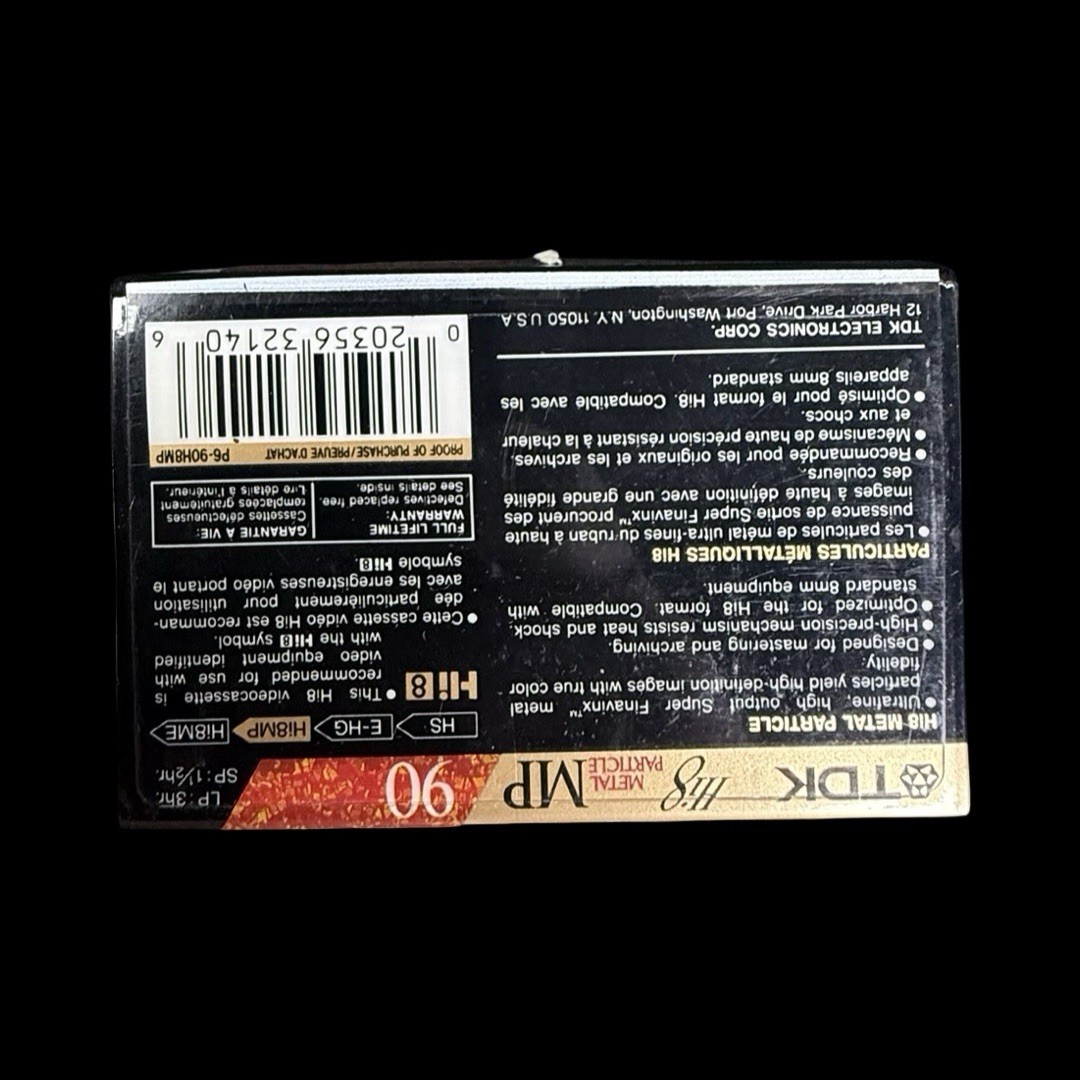 TDK Hi8 METAL PARTICLE MP 90
LP: 3hr.
SP: 1½hr.
Hi8 METAL PARTICLE
● Ultrafine, high output Super Finavinx™ metal
particles yield high-definition images with true color
fidelity.
● Designed for mastering and archiving.
● High-precision mechanism resists heat and shock.
● Optimized for the Hi8 format. Compatible with
standard 8mm equipment.
PARTICULES MÉTALLIQUES Hi8
● Les particules de métal ultra-fines du ruban à haute
puissance de sortie Super Finavinx™ procurent des
images à haute définition avec une grande fidélité
des couleurs.
● Recommandée pour les originaux et les archives.
● Mécanisme de haute précision résistant à la chaleur
et aux chocs.
● Optimisé pour le format Hi8. Compatible avec les
appareils 8mm standard.
TDK ELECTRONICS CORP.
12 Harbor Park Drive, Port Washington, N.Y. 11050 U.S.A
HS E-HG Hi8MP Hi8ME
Hi8
● This Hi8 videocassette is
recommended for use with
video equipment identified
with the Hi8 symbol.
● Cette cassette vidéo Hi8 est recomman-
dée particulièrement pour utilisation
avec les enregistreuses vidéo portant le
symbole Hi8.
FULL LIFETIME
WARRANTY:
Defectives replaced free.
See details inside.
GARANTIE A VIE:
Cassettes défectueuses
remplacées gratuitement
Lire détails à l'intérieur.
PROOF OF PURCHASE/PREUVE D'ACHAT P6-90H8MP
0 20356 32140 6